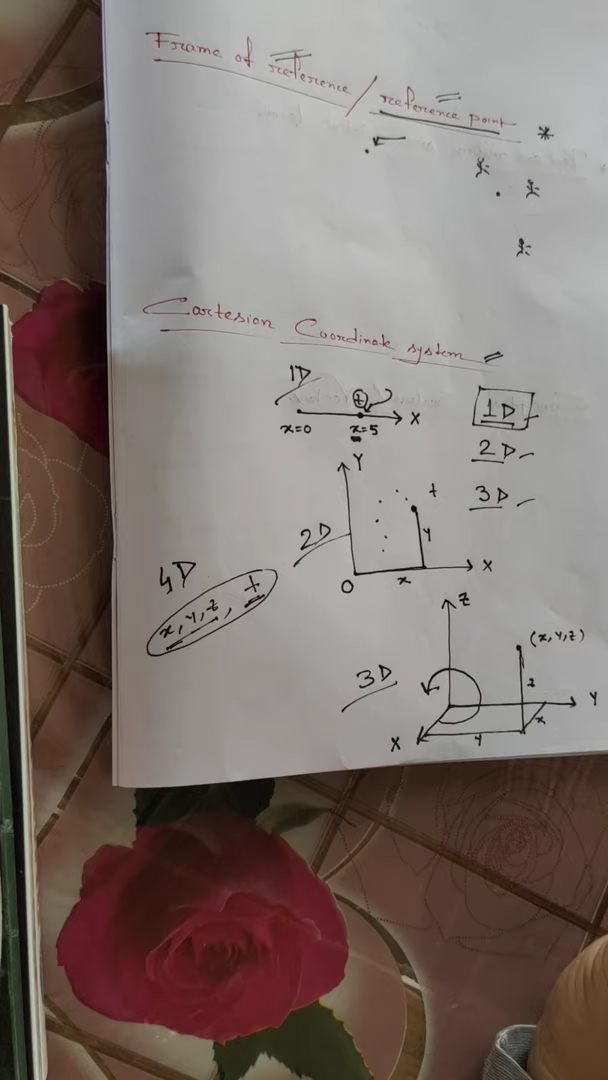 Frame of reference / reference point
*
Cartesian Coordinate system
1D
t
x=0
x=5
X
1D
2D
3D
Y
t
2D
y
O
x
X
4D
x, y, z, t
Z
(x, y, z)
3D
z
Y
x
X
y